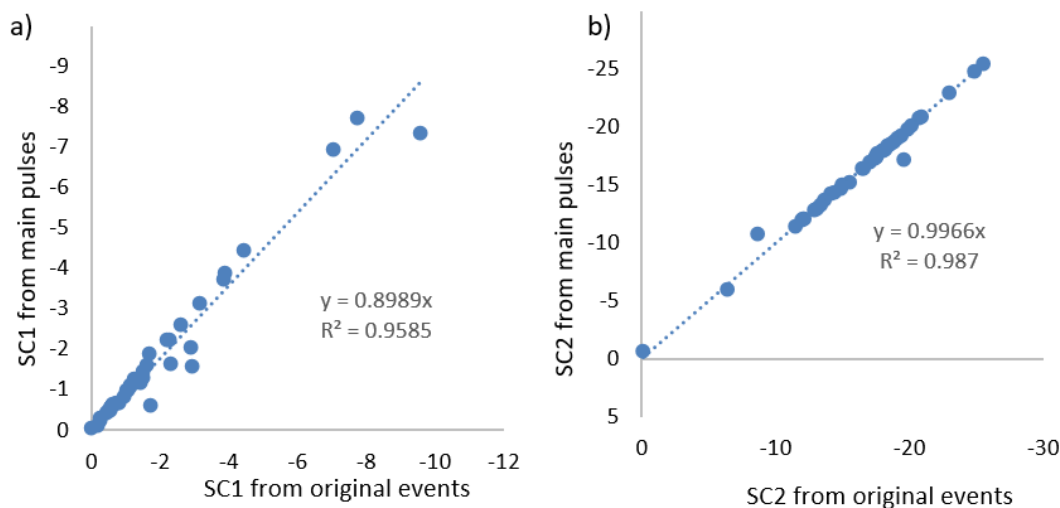 a)
SC1 from main pulses
-9
-8
-7
-6
-5
-4
-3
-2
-1
0
y = 0.8989x
R² = 0.9585
0 -2 -4 -6 -8 -10 -12
SC1 from original events
b)
SC2 from main pulses
-25
-20
-15
-10
-5
0
5
y = 0.9966x
R² = 0.987
0 -10 -20 -30
SC2 from original events